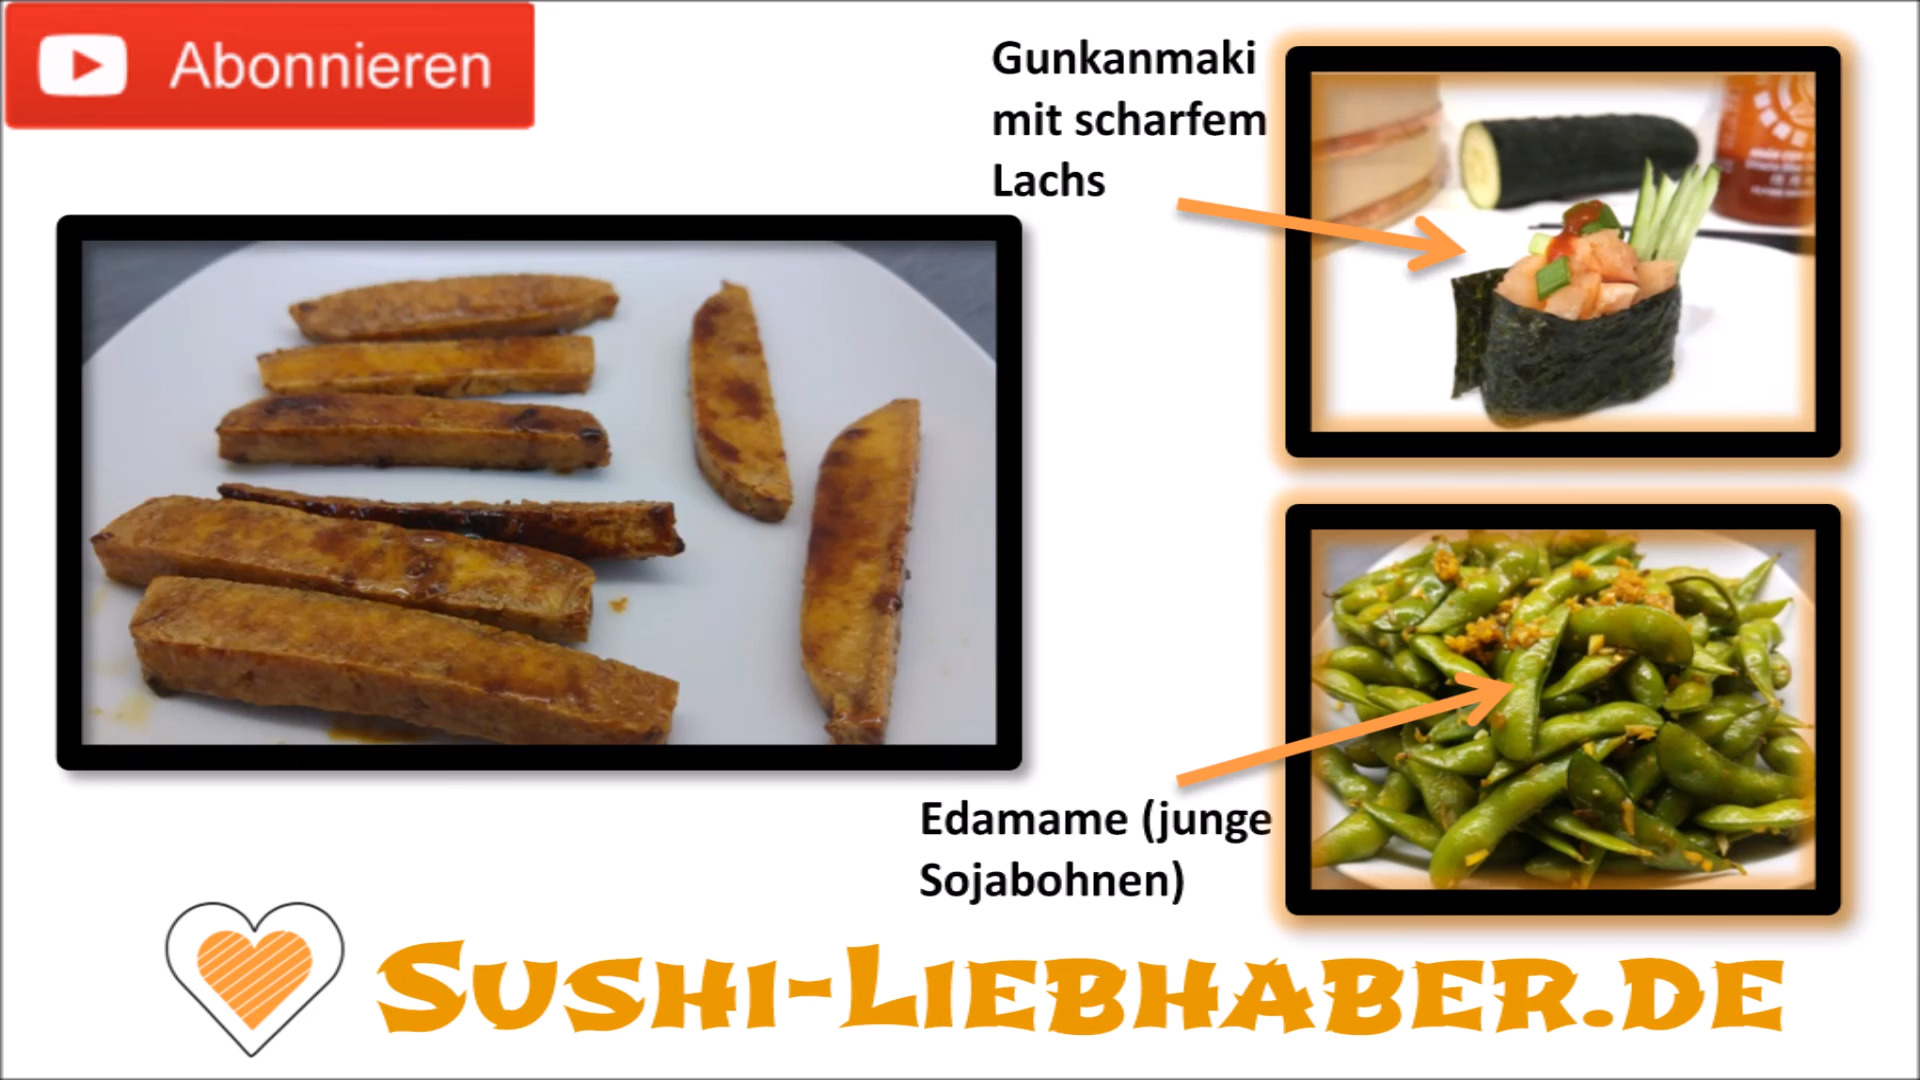 Abonnieren
Gunkanmaki
mit scharfem
Lachs
Edamame (junge
Sojabohnen)
Sushi-Liebhaber.de